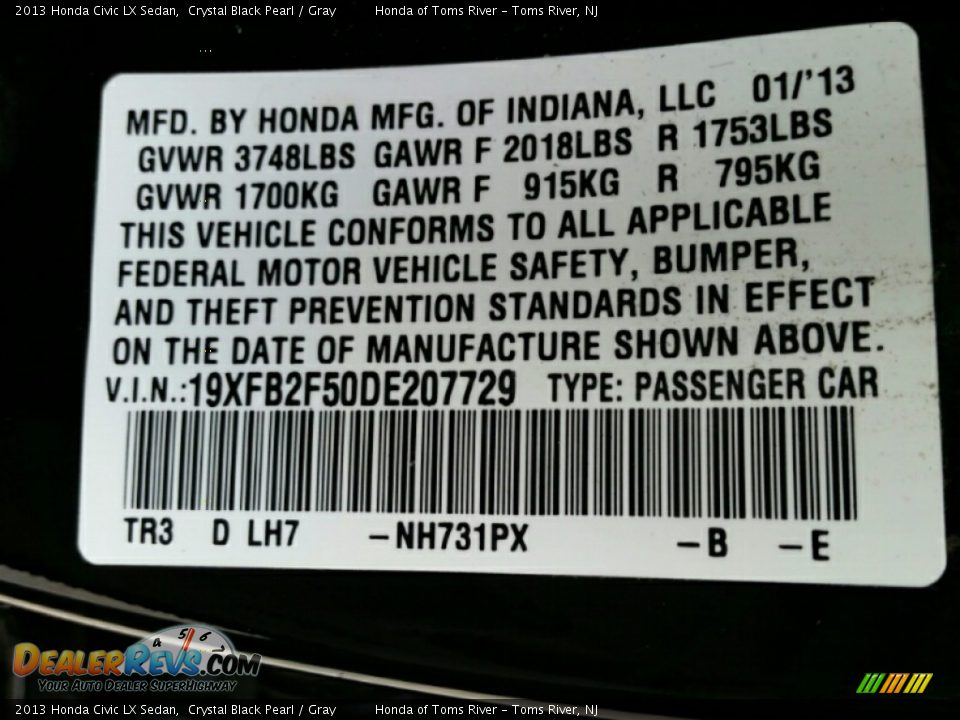 2013 Honda Civic LX Sedan,  Crystal Black Pearl / Gray        Honda of Toms River - Toms River, NJ
...
MFD. BY HONDA MFG. OF INDIANA, LLC  01/'13
GVWR 3748LBS GAWR F 2018LBS R 1753LBS
GVWR 1700KG GAWR F 915KG R 795KG
THIS VEHICLE CONFORMS TO ALL APPLICABLE
FEDERAL MOTOR VEHICLE SAFETY, BUMPER,
AND THEFT PREVENTION STANDARDS IN EFFECT
ON THE DATE OF MANUFACTURE SHOWN ABOVE.
V.I.N.:19XFB2F50DE207729 TYPE: PASSENGER CAR
TR3 D LH7 –NH731PX –B –E
4 5 6 7
DEALERREVS.COM
YOUR AUTO DEALER SUPERHIGHWAY
2013 Honda Civic LX Sedan,  Crystal Black Pearl / Gray        Honda of Toms River - Toms River, NJ